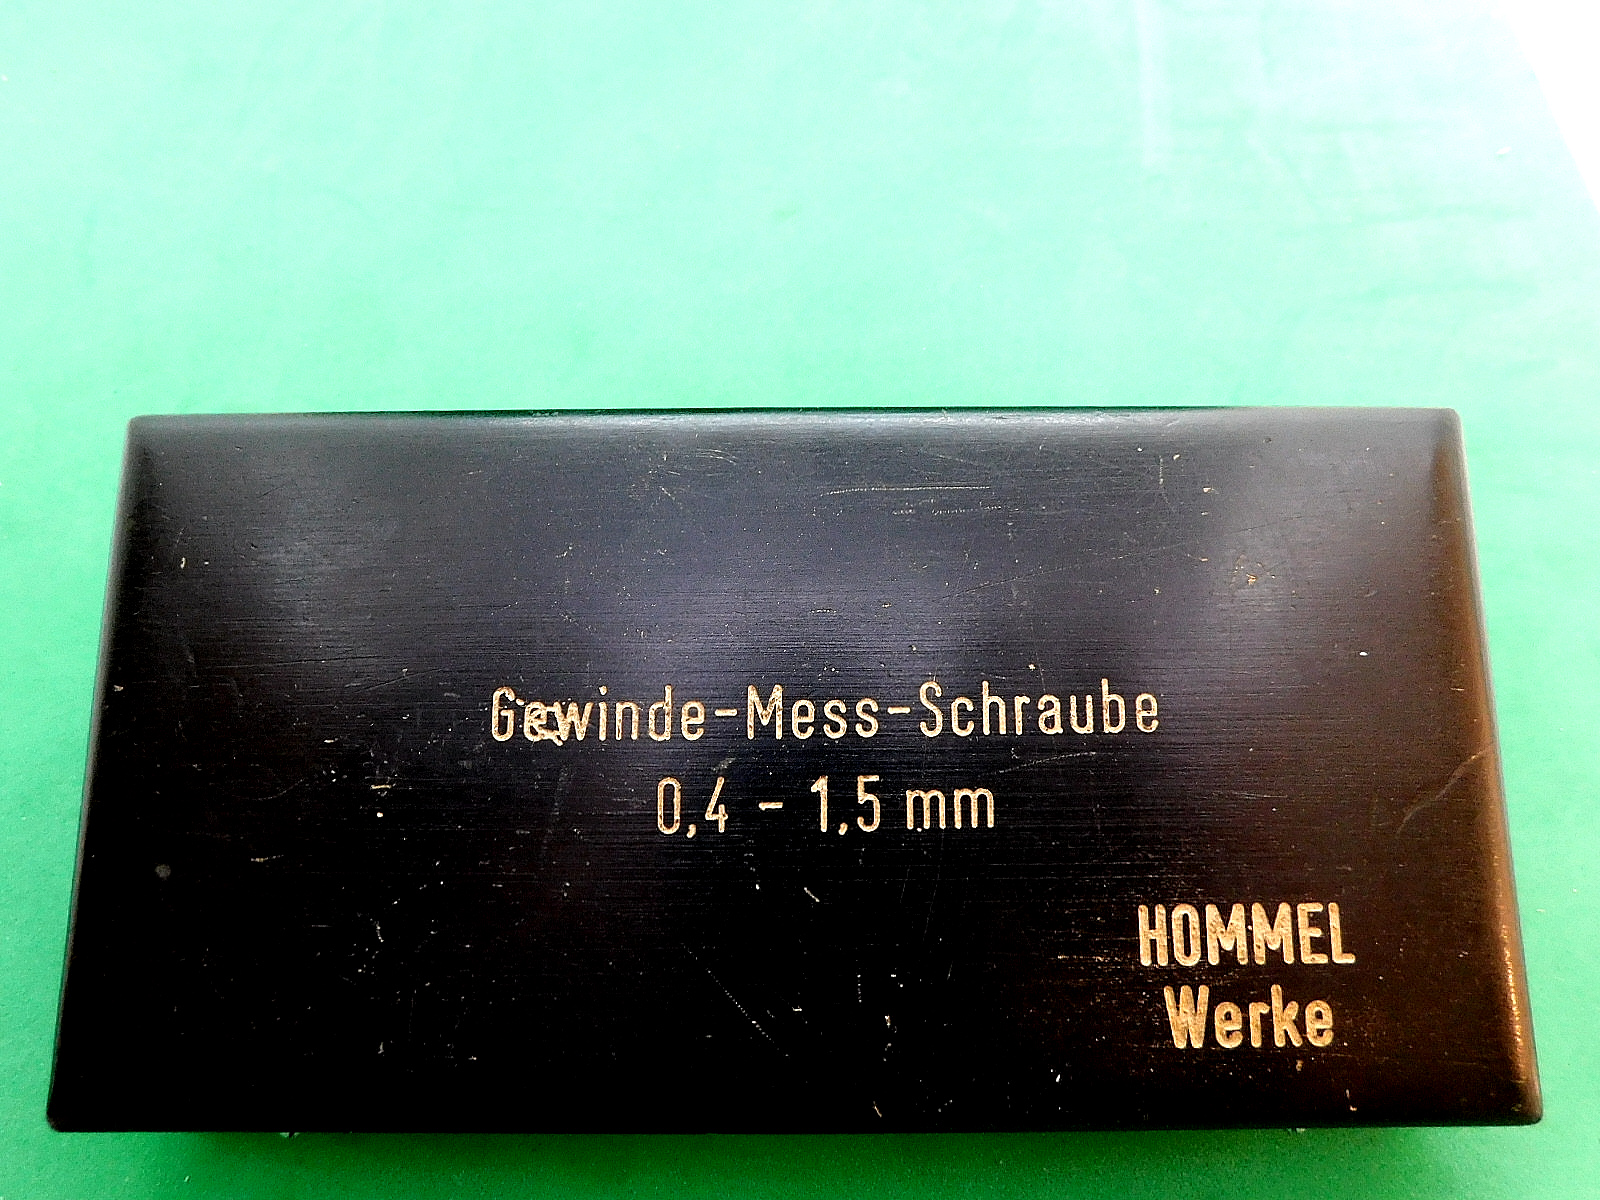 Gewinde-Mess-Schraube
0,4 - 1,5 mm
HOMMEL
Werke